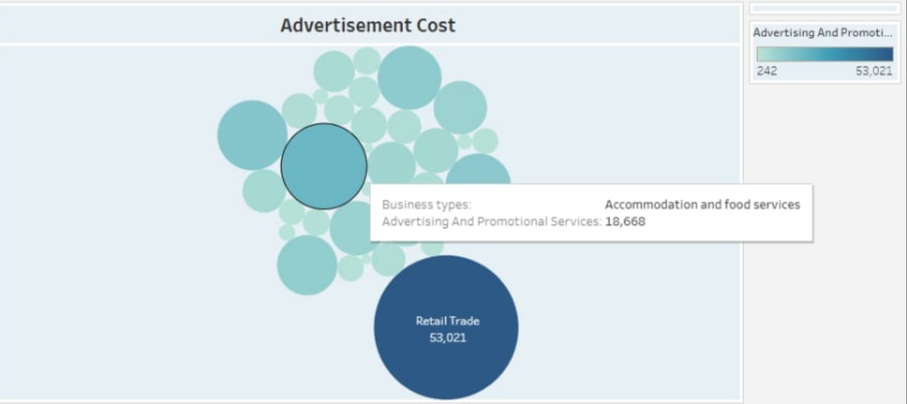 Advertisement Cost
Advertising And Promoti...
242 53,021
Business types: Accommodation and food services
Advertising And Promotional Services: 18,668
Retail Trade
53,021